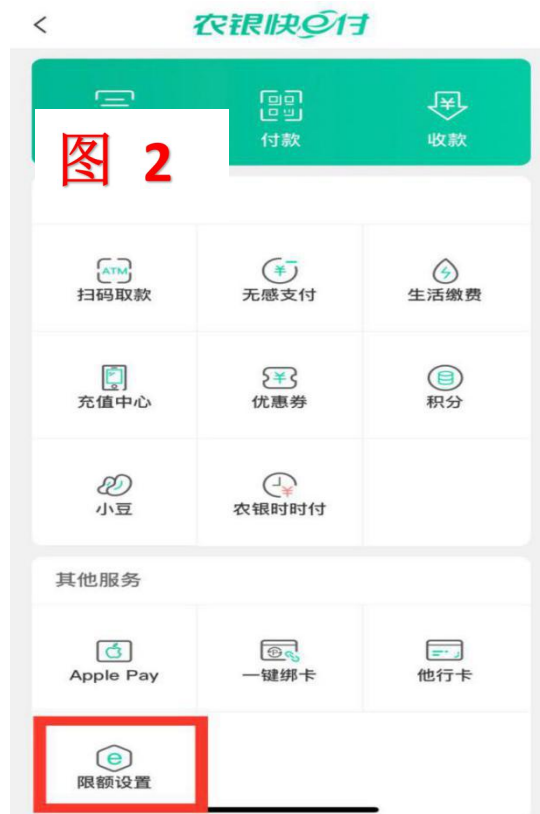 农银快e付
付款 收款
图 2
ATM
扫码取款 无感支付 生活缴费
充值中心 优惠券 积分
小豆 农银时时付
其他服务
Apple Pay 一键绑卡 他行卡
e
限额设置